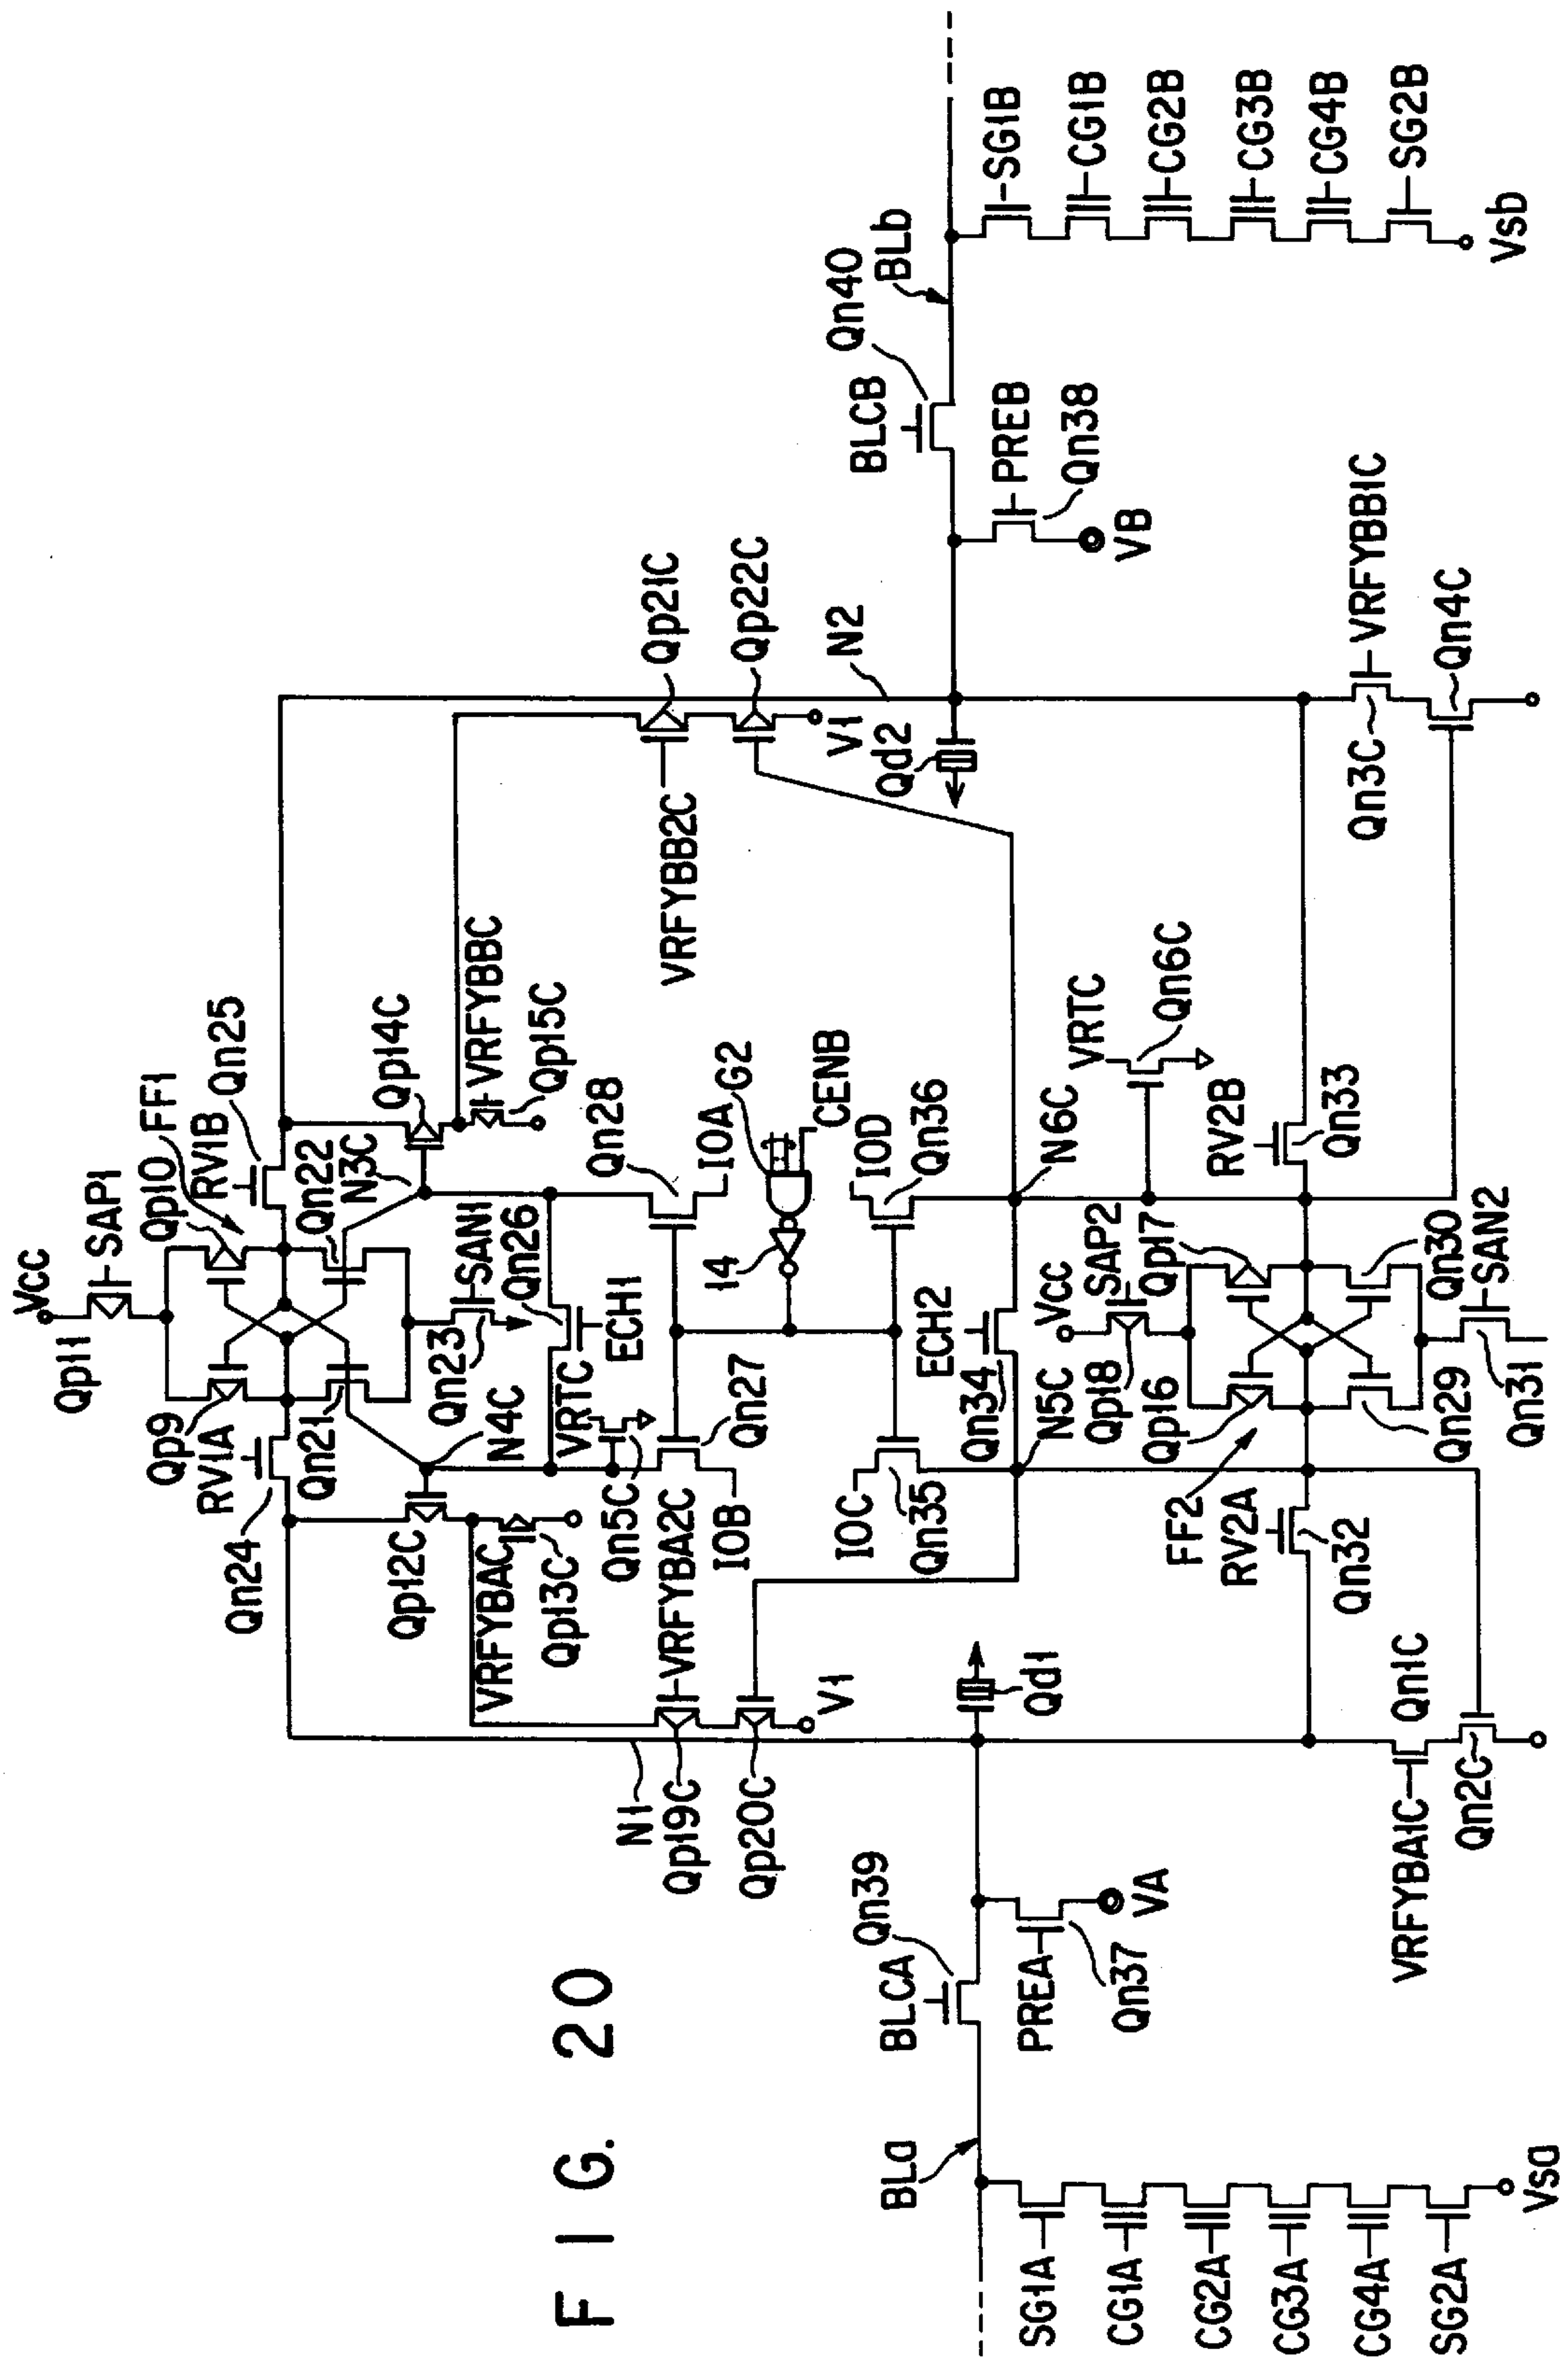 FIG. 20
Vcc
SAP1
Qp11
Qp10
FF1
RV1B
Qn25
Qp9
RV1A
Qn24
Qn21
Qn22
N3C
Qn23
SAN1
Qn26
N4C
VRTC
ECH1
Qp12C
VRFYBAC
Qp13C
Qn5C
Qp14C
VRFYBBC
Qp15C
Qn28
IOA
G2
CENB
I4
Qn27
IOB
VRFYBA2C
Qp19C
Qp20C
V1
N1
VRFYBB2C
Qp21C
Qp22C
V1
N2
IOC
Qn35
IOD
Qn36
ECH2
Qn34
N5C
N6C
VRTC
Qn6C
Vcc
SAP2
Qp18
Qp16
Qp17
FF2
RV2A
Qn32
RV2B
Qn33
Qn29
Qn30
Qn31
SAN2
Qd1
Qd2
VRFYBA1C
Qn1C
Qn2C
Qn3C
VRFYBB1C
Qn4C
BLCA
Qn39
PREA
Qn37
VA
BLa
BLCB
Qn40
BLb
PREB
Qn38
VB
SG1A
CG1A
CG2A
CG3A
CG4A
SG2A
Vsa
SG1B
CG1B
CG2B
CG3B
CG4B
SG2B
Vsb